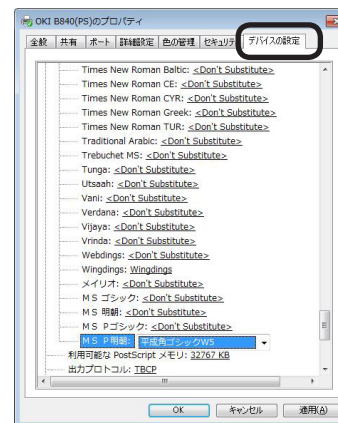 OKI B840(PS)のプロパティ
全般 共有 ポート 詳細設定 色の管理 セキュリティ デバイスの設定
Times New Roman Baltic: <Don't Substitute>
Times New Roman CE: <Don't Substitute>
Times New Roman CYR: <Don't Substitute>
Times New Roman Greek: <Don't Substitute>
Times New Roman TUR: <Don't Substitute>
Traditional Arabic: <Don't Substitute>
Trebuchet MS: <Don't Substitute>
Tunga: <Don't Substitute>
Utsaah: <Don't Substitute>
Vani: <Don't Substitute>
Verdana: <Don't Substitute>
Vijaya: <Don't Substitute>
Vrinda: <Don't Substitute>
Webdings: <Don't Substitute>
Wingdings: Wingdings
メイリオ: <Don't Substitute>
ＭＳ ゴシック: <Don't Substitute>
ＭＳ 明朝: <Don't Substitute>
ＭＳ Ｐゴシック: <Don't Substitute>
ＭＳ Ｐ明朝: 平成角ゴシックW5
利用可能な PostScript メモリ: 32767 KB
出力プロトコル: TBCP
OK キャンセル 適用(A)